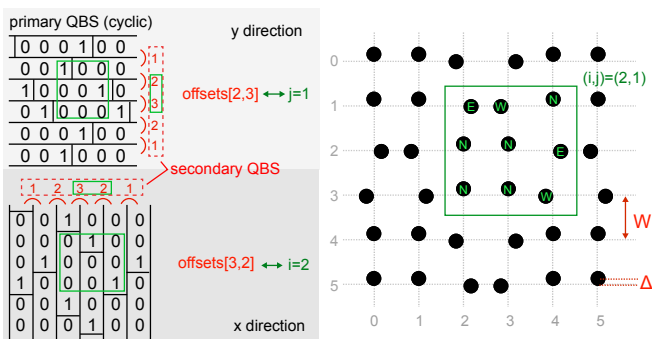 primary QBS (cyclic)
y direction
0 0 0 1 0 0
0 0 1 0 0
1 0 0 1 0
0 1 0 0 1
0 0 0 1 0 0
0 0 1 0 0 0
1
2
3
2
1
offsets[2,3] ↔ j=1
secondary QBS
1 2 3 2 1
0 0 1 0 0 0
0 0 0 1 0 0
0 1 0 0 0 1
1 0 0 0 1 0
0 0 1 0 0 0
0 0 0 1 0 0
offsets[3,2] ↔ i=2
x direction
(i,j)=(2,1)
0
1
2
3
4
5
E W N
N N E
N N W
W
Δ
0 1 2 3 4 5